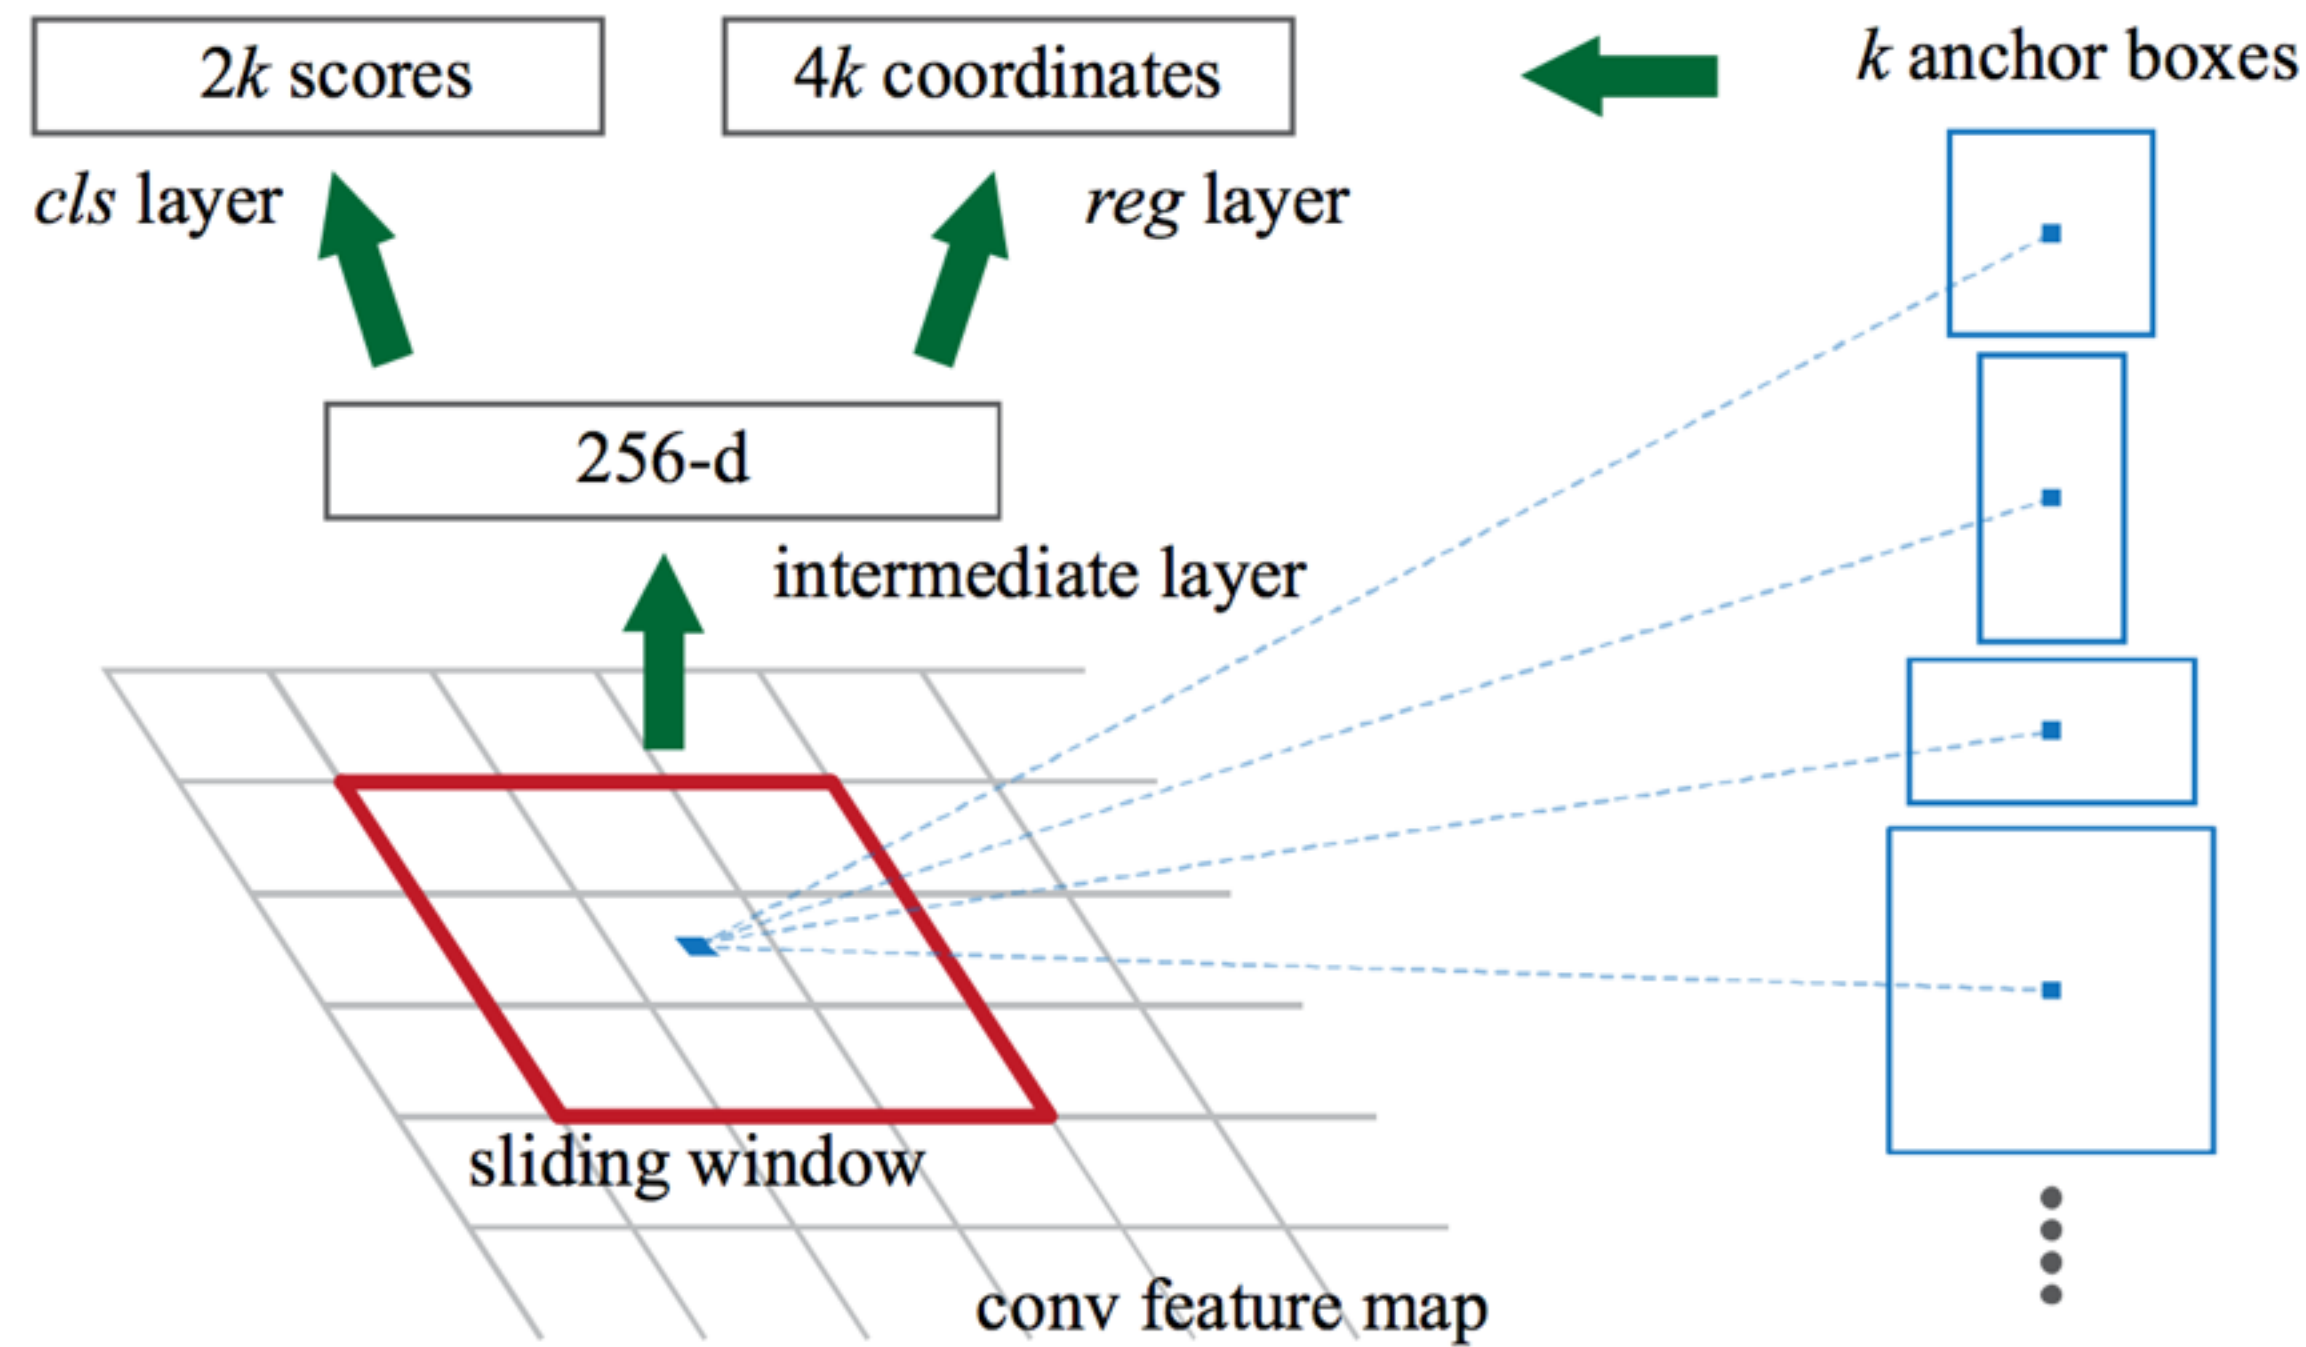 2k scores
4k coordinates
k anchor boxes
cls layer
reg layer
256-d
intermediate layer
sliding window
conv feature map